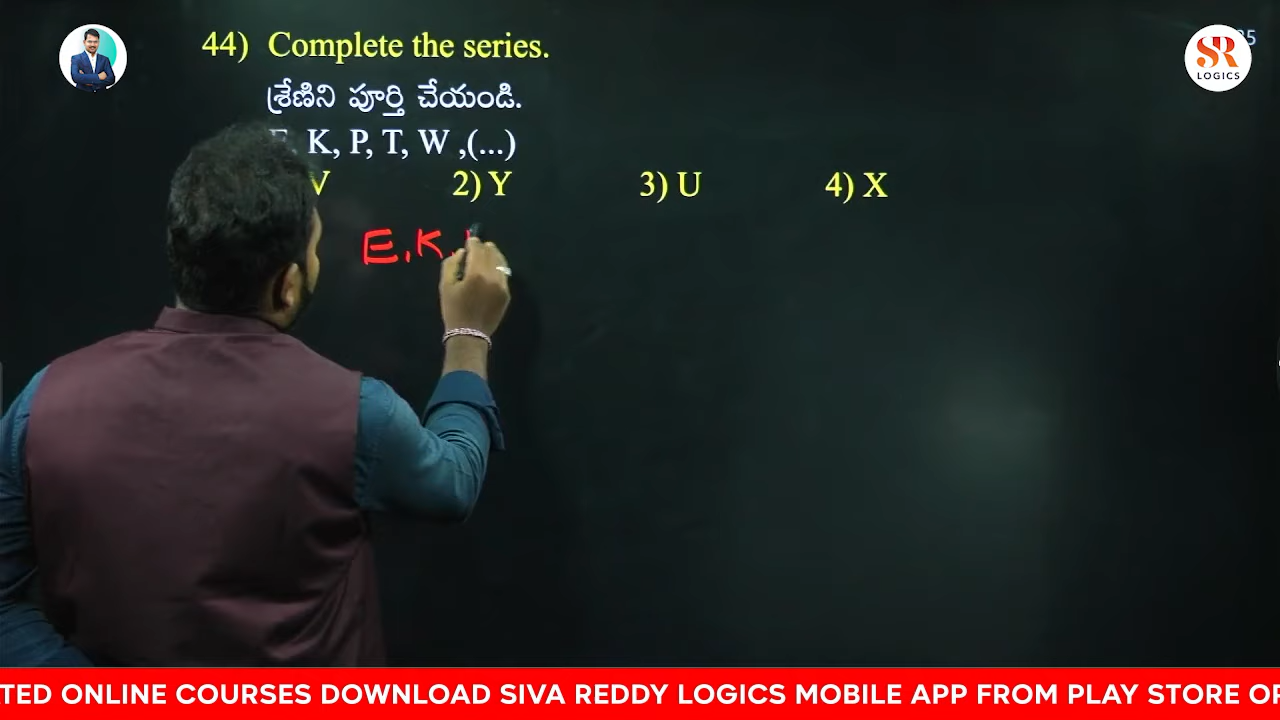 44) Complete the series.
శ్రేణిని పూర్తి చేయండి.
K, P, T, W ,(...)
V 2) Y 3) U 4) X
E, K,
SR
LOGICS
TED ONLINE COURSES DOWNLOAD SIVA REDDY LOGICS MOBILE APP FROM PLAY STORE OF